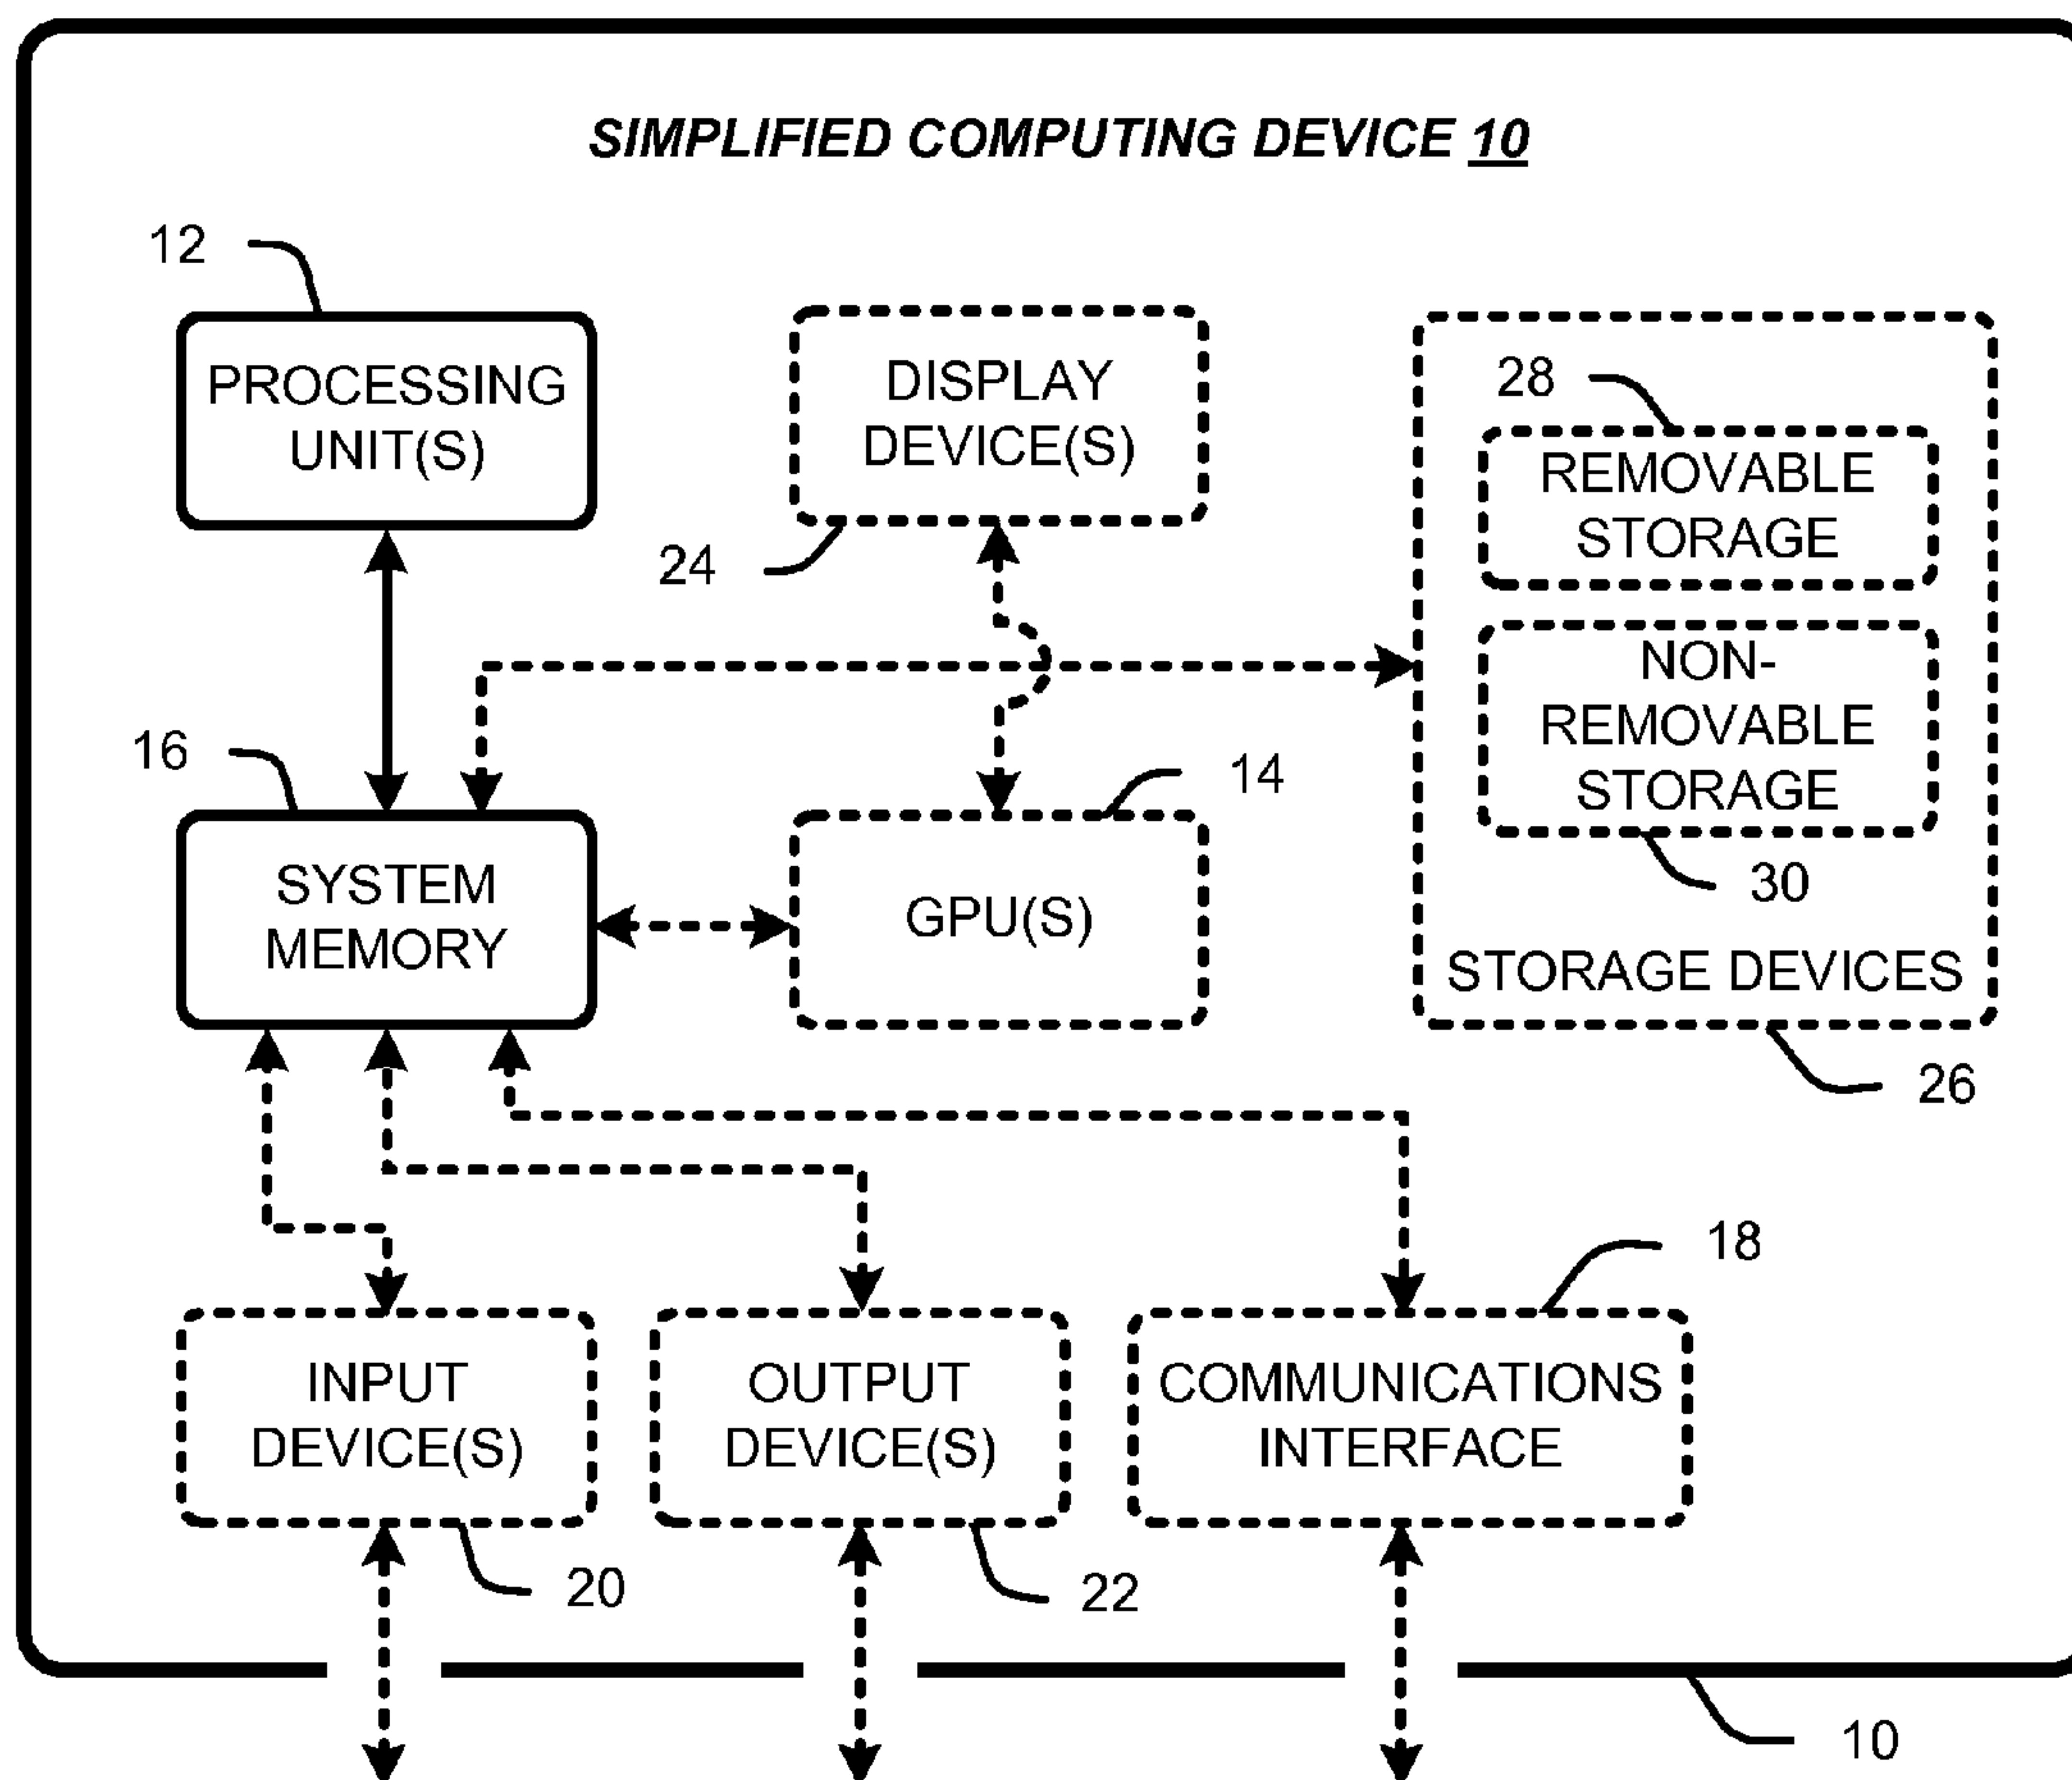 SIMPLIFIED COMPUTING DEVICE 10
12
PROCESSING
UNIT(S)
DISPLAY
DEVICE(S)
24
28
REMOVABLE
STORAGE
NON-
REMOVABLE
STORAGE
30
STORAGE DEVICES
26
16
SYSTEM
MEMORY
14
GPU(S)
18
INPUT
DEVICE(S)
20
OUTPUT
DEVICE(S)
22
COMMUNICATIONS
INTERFACE
10